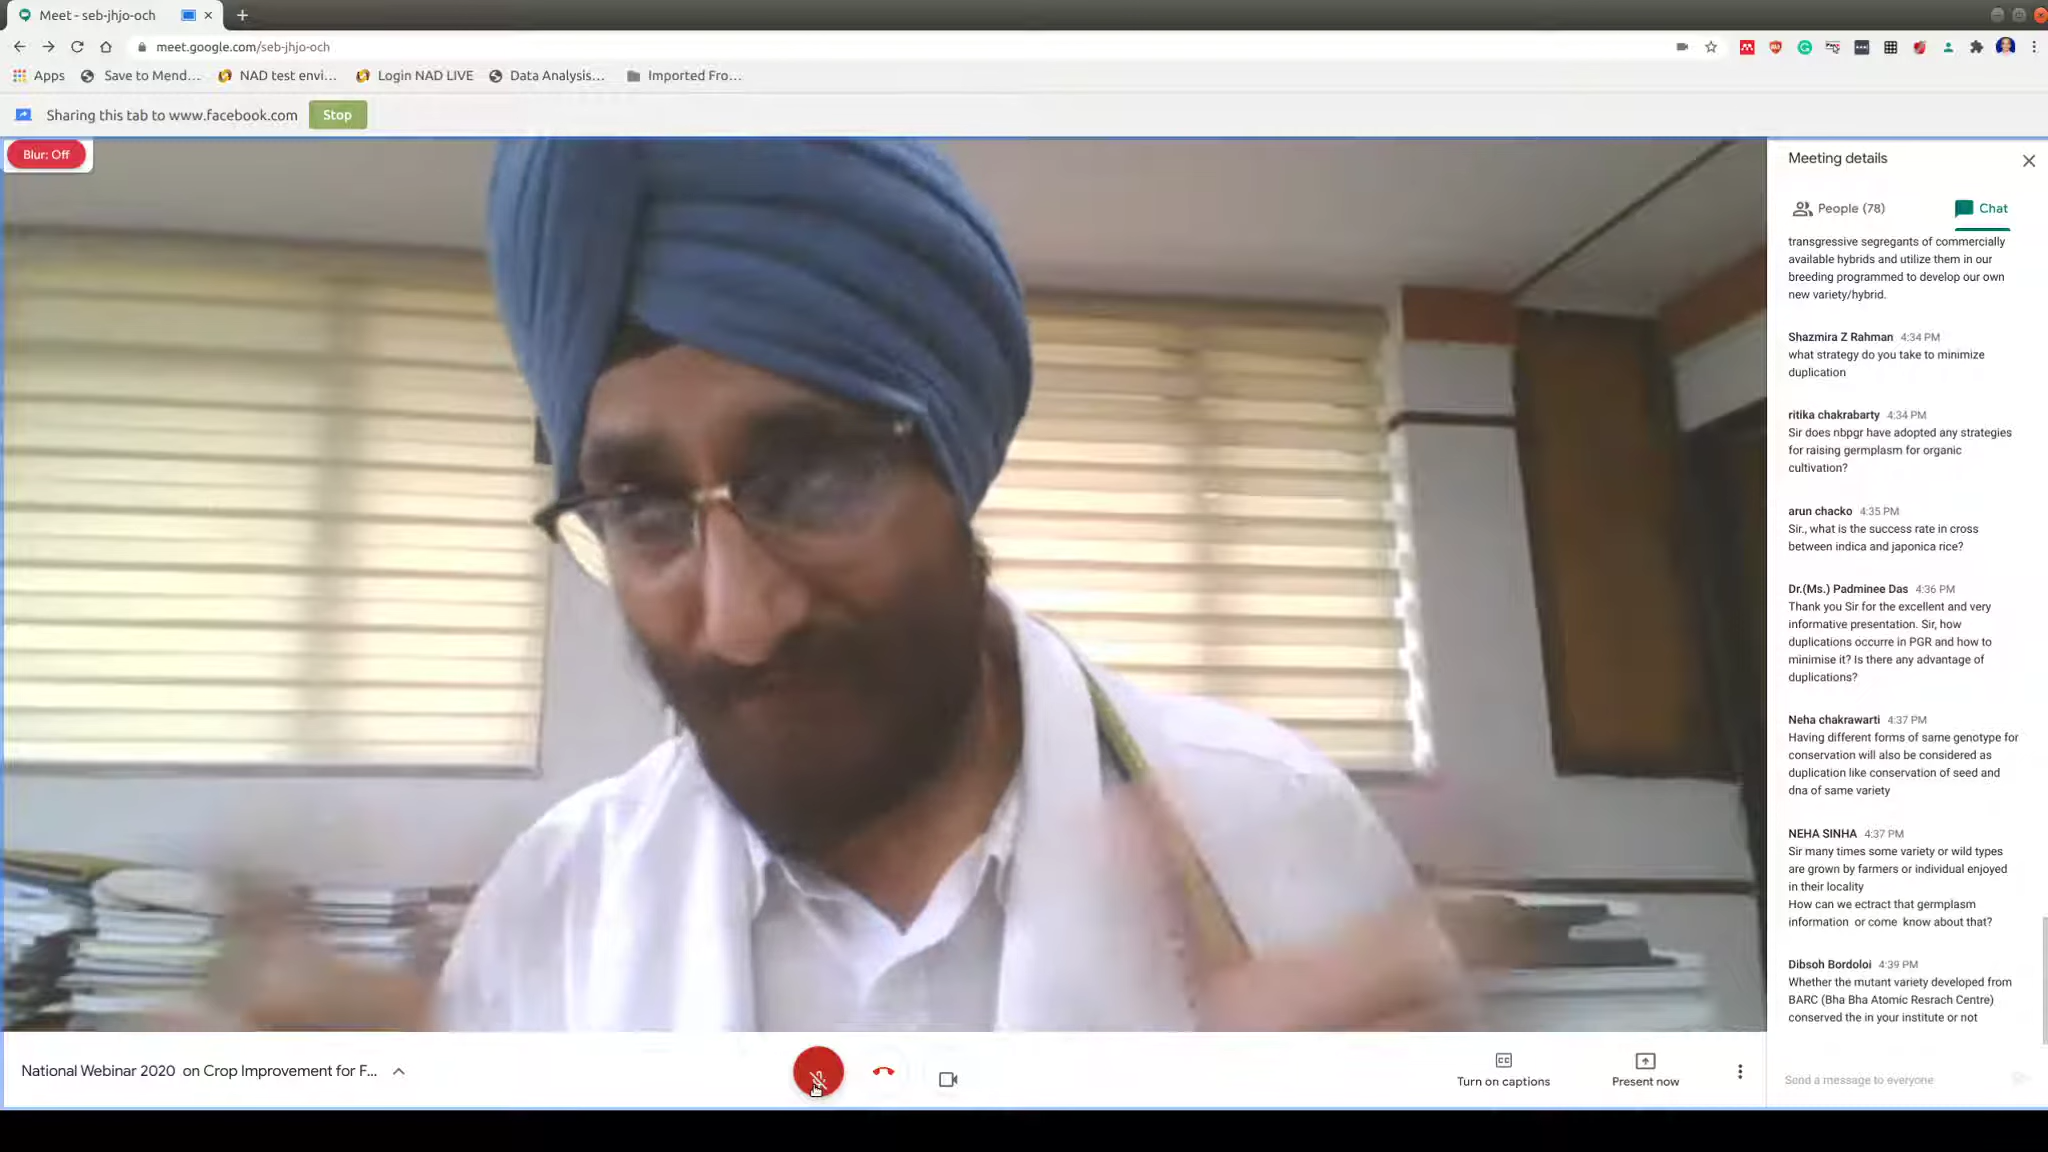 Meet - seb-jhjo-och
meet.google.com/seb-jhjo-och
Apps
Save to Mend...
NAD test envi...
Login NAD LIVE
Data Analysis...
Imported Fro...
Sharing this tab to www.facebook.com
Stop
Blur: Off
Meeting details
People (78)
Chat
transgressive segregants of commercially
available hybrids and utilize them in our
breeding programmed to develop our own
new variety/hybrid.
Shazmira Z Rahman 4:34 PM
what strategy do you take to minimize
duplication
ritika chakrabarty 4:34 PM
Sir does nbpgr have adopted any strategies
for raising germplasm for organic
cultivation?
arun chacko 4:35 PM
Sir., what is the success rate in cross
between indica and japonica rice?
Dr.(Ms.) Padminee Das 4:36 PM
Thank you Sir for the excellent and very
informative presentation. Sir, how
duplications occurre in PGR and how to
minimise it? Is there any advantage of
duplications?
Neha chakrawarti 4:37 PM
Having different forms of same genotype for
conservation will also be considered as
duplication like conservation of seed and
dna of same variety
NEHA SINHA 4:37 PM
Sir many times some variety or wild types
are grown by farmers or individual enjoyed
in their locality
How can we ectract that germplasm
information or come know about that?
Dibsoh Bordoloi 4:39 PM
Whether the mutant variety developed from
BARC (Bha Bha Atomic Resrach Centre)
conserved the in your institute or not
National Webinar 2020 on Crop Improvement for F...
Turn on captions
Present now
Send a message to everyone